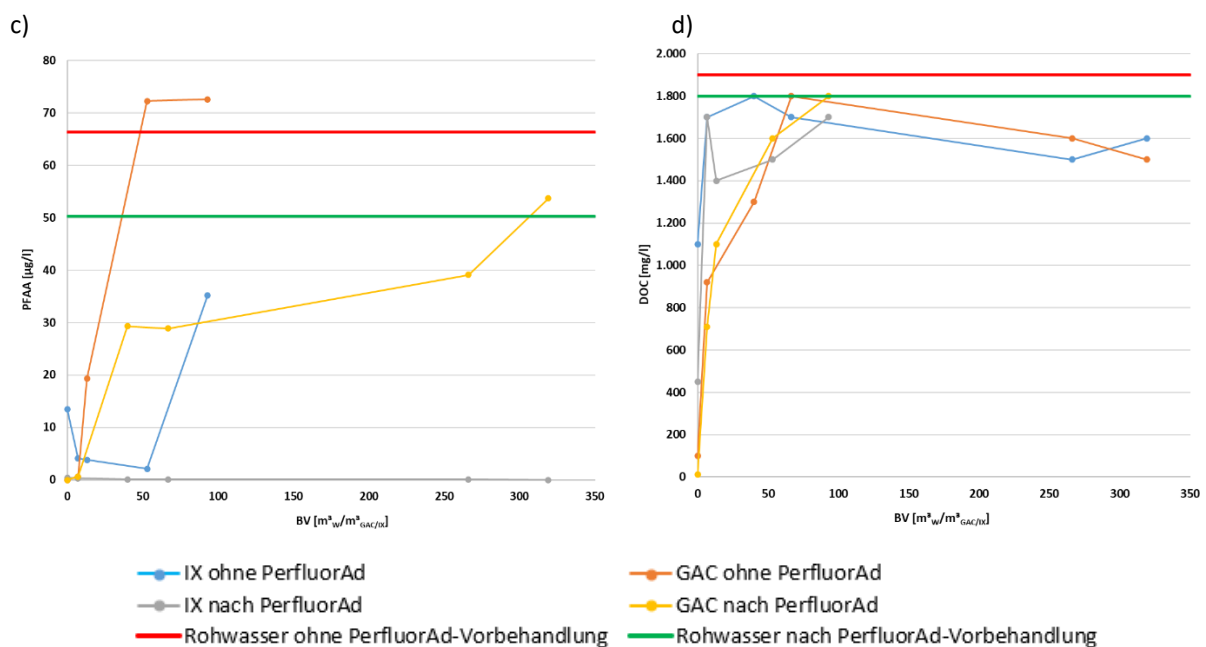 c)
80
70
60
50
40
30
20
10
0
PFAA [µg/l]
0 50 100 150 200 250 300 350
BV [m³W/m³GAC/IX]
d)
2.000
1.800
1.600
1.400
1.200
1.000
800
600
400
200
0
DOC [mg/l]
0 50 100 150 200 250 300 350
BV [m³W/m³GAC/IX]
IX ohne PerfluorAd
GAC ohne PerfluorAd
IX nach PerfluorAd
GAC nach PerfluorAd
Rohwasser ohne PerfluorAd-Vorbehandlung
Rohwasser nach PerfluorAd-Vorbehandlung